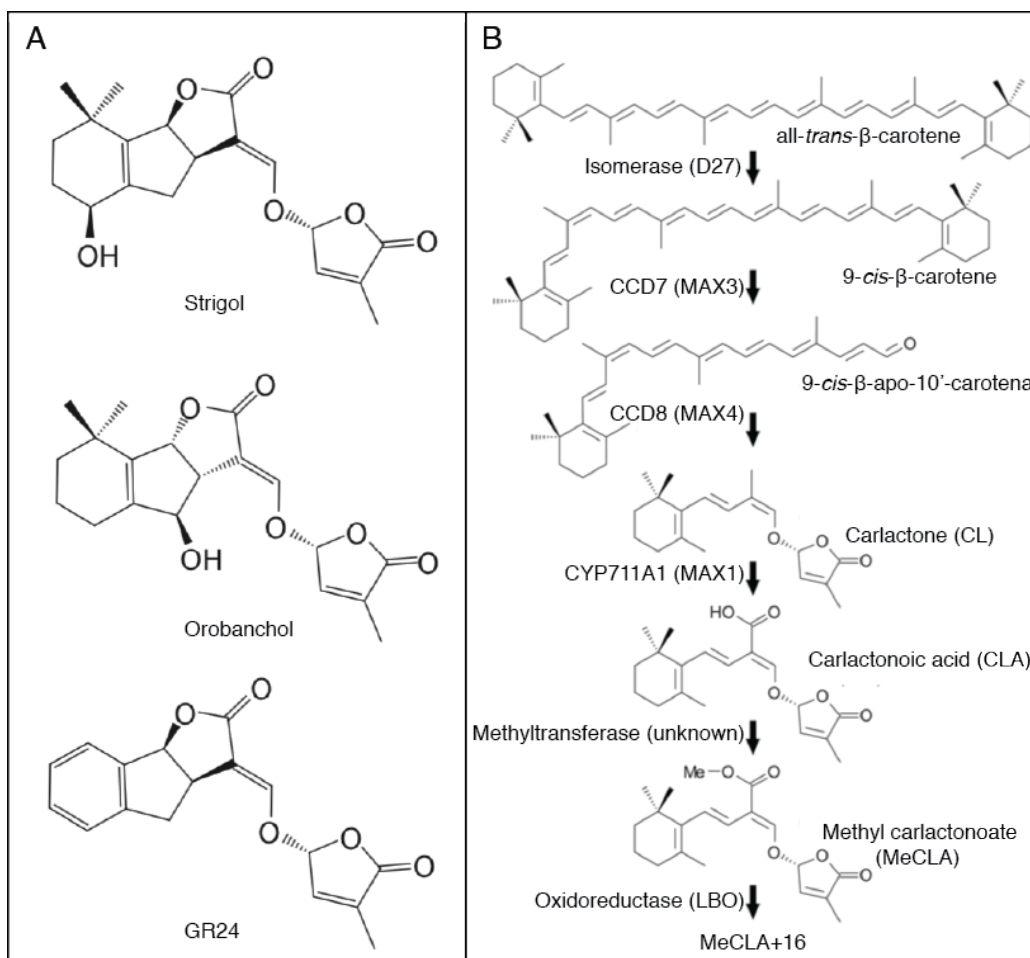 A
O
O
O
O
O
OH
Strigol
O
O
O
O
O
OH
Orobanchol
O
O
O
O
O
GR24
B
all-trans-β-carotene
Isomerase (D27)
9-cis-β-carotene
CCD7 (MAX3)
O
9-cis-β-apo-10’-carotena
CCD8 (MAX4)
Carlactone (CL)
O
O
O
CYP711A1 (MAX1)
HO
O
Carlactonoic acid (CLA)
O
O
O
Methyltransferase (unknown)
Me
O
O
Methyl carlactonoate
(MeCLA)
O
O
O
Oxidoreductase (LBO)
MeCLA+16